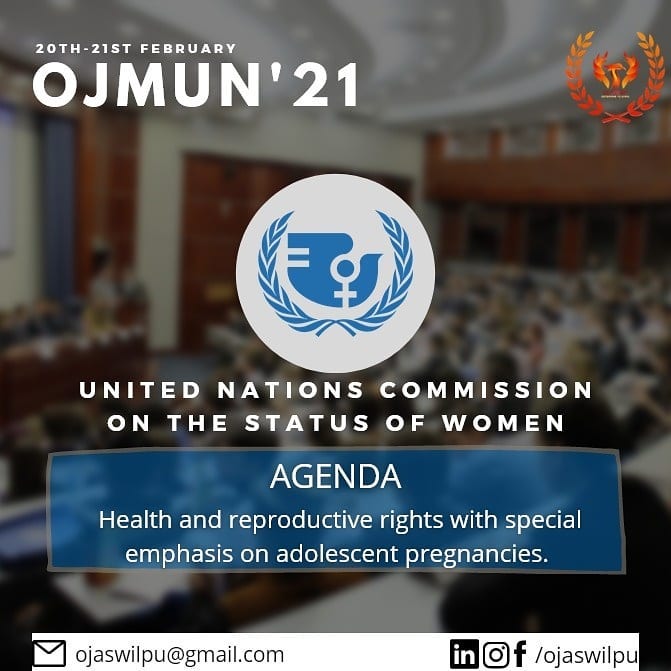 20TH-21ST FEBRUARY
OJMUN'21
UNITED NATIONS COMMISSION
ON THE STATUS OF WOMEN
AGENDA
Health and reproductive rights with special
emphasis on adolescent pregnancies.
ojaswilpu@gmail.com
in f /ojaswilpu